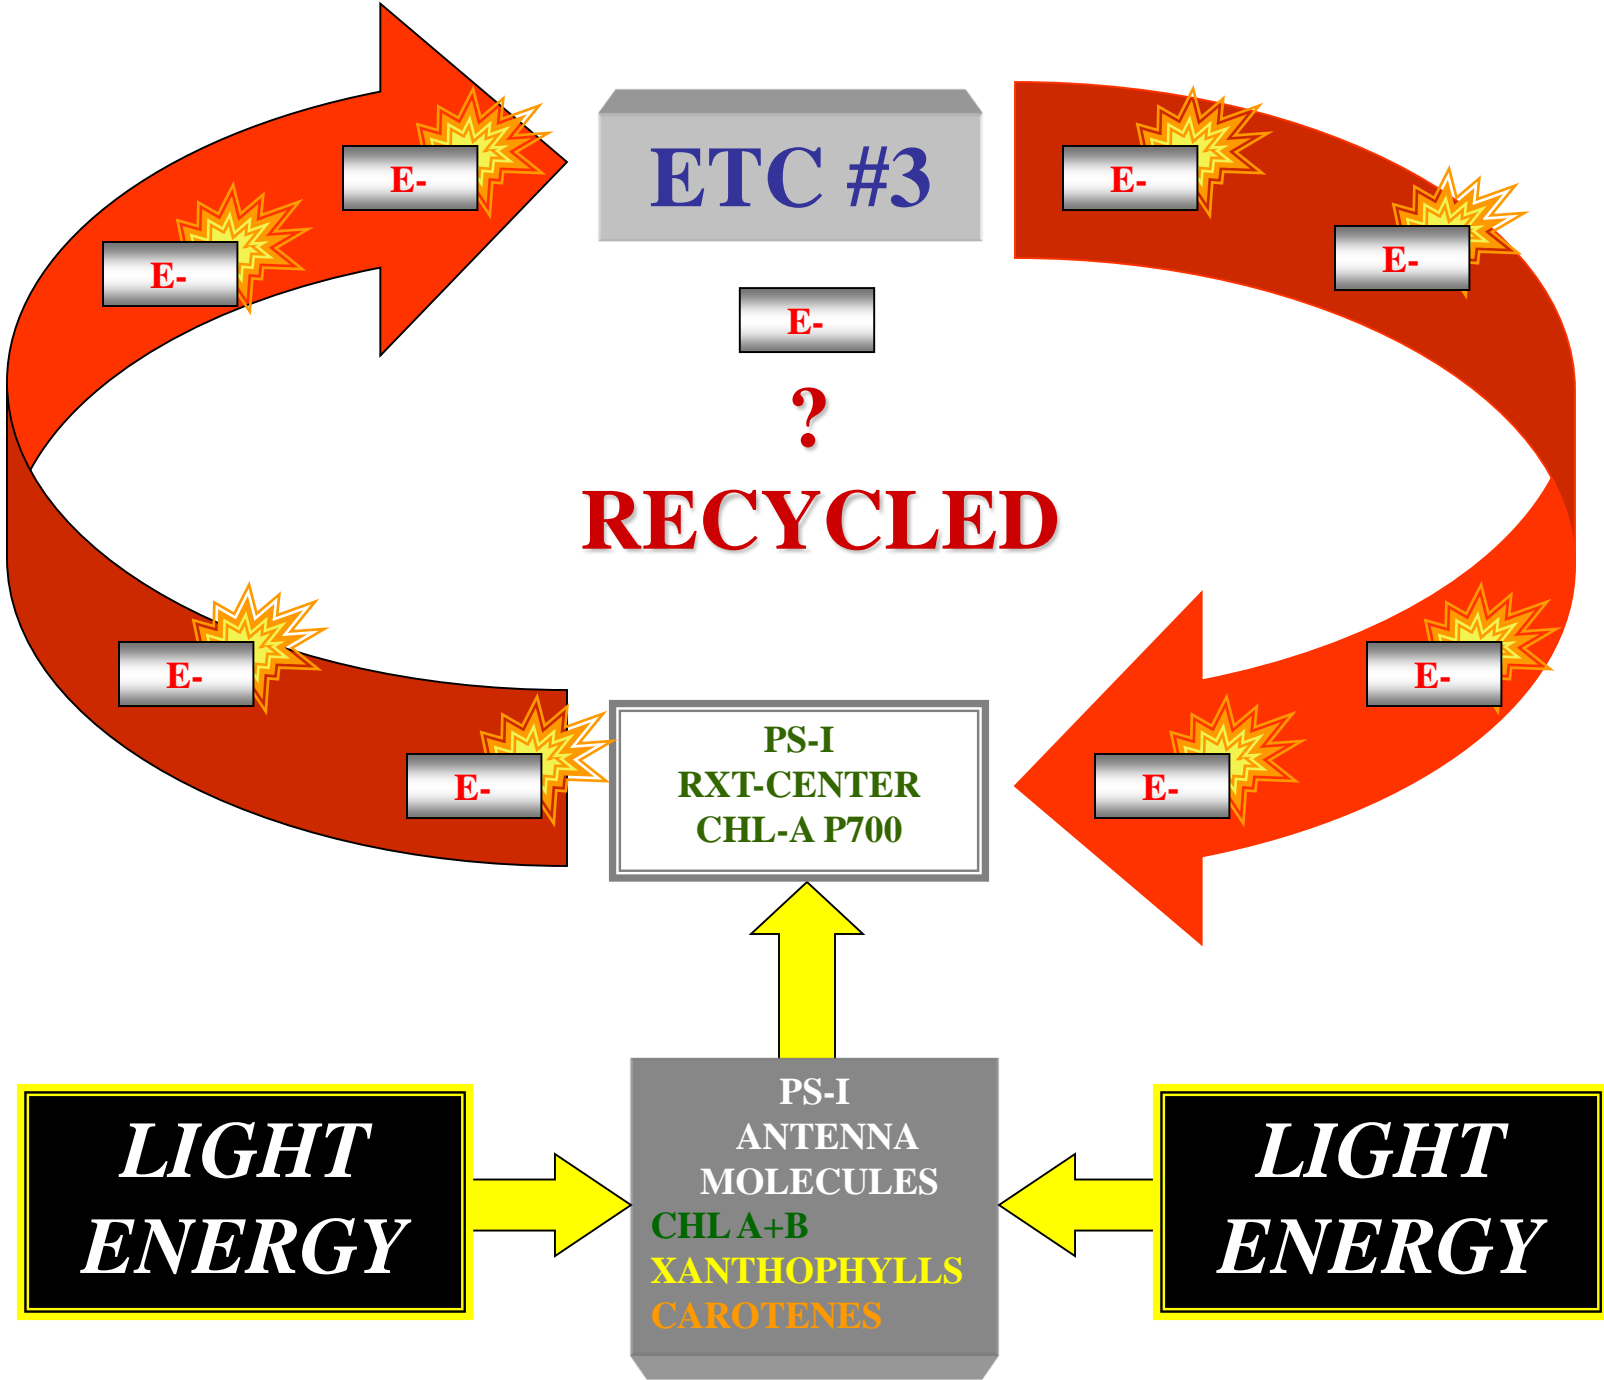 ETC #3
E-
E-
E-
E-
E-
E-
?
RECYCLED
E-
E-
E-
E-
PS-I
RXT-CENTER
CHL-A P700
LIGHT
ENERGY
PS-I
ANTENNA
MOLECULES
CHL A+B
XANTHOPHYLLS
CAROTENES
LIGHT
ENERGY